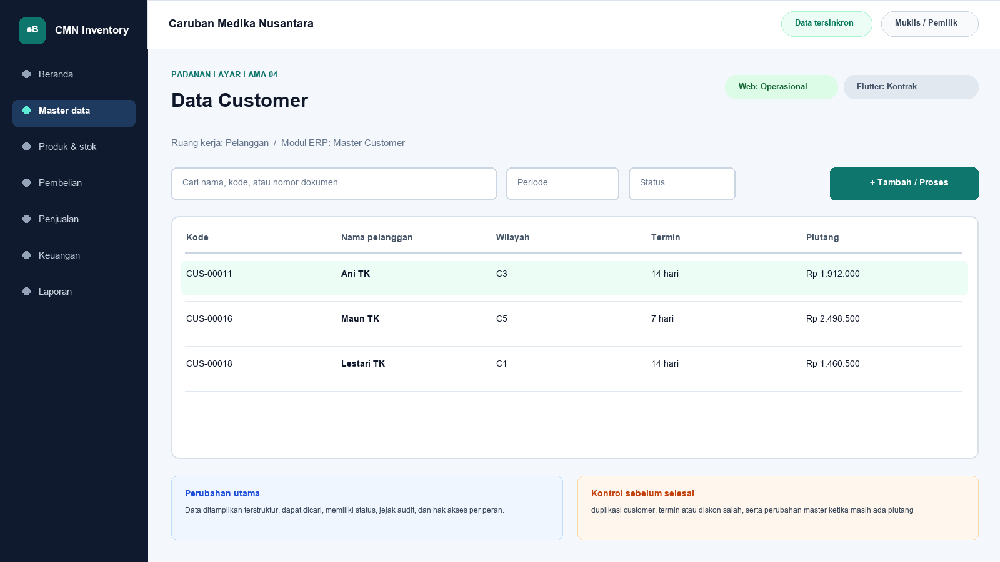 eB
CMN Inventory
Beranda
Master data
Produk & stok
Pembelian
Penjualan
Keuangan
Laporan
Caruban Medika Nusantara
Data tersinkron
Muklis / Pemilik
PADANAN LAYAR LAMA 04
Data Customer
Web: Operasional
Flutter: Kontrak
Ruang kerja: Pelanggan / Modul ERP: Master Customer
Cari nama, kode, atau nomor dokumen
Periode
Status
+ Tambah / Proses
Kode Nama pelanggan Wilayah Termin Piutang
CUS-00011 Ani TK C3 14 hari Rp 1.912.000
CUS-00016 Maun TK C5 7 hari Rp 2.498.500
CUS-00018 Lestari TK C1 14 hari Rp 1.460.500
Perubahan utama
Data ditampilkan terstruktur, dapat dicari, memiliki status, jejak audit, dan hak akses per peran.
Kontrol sebelum selesai
duplikasi customer, termin atau diskon salah, serta perubahan master ketika masih ada piutang